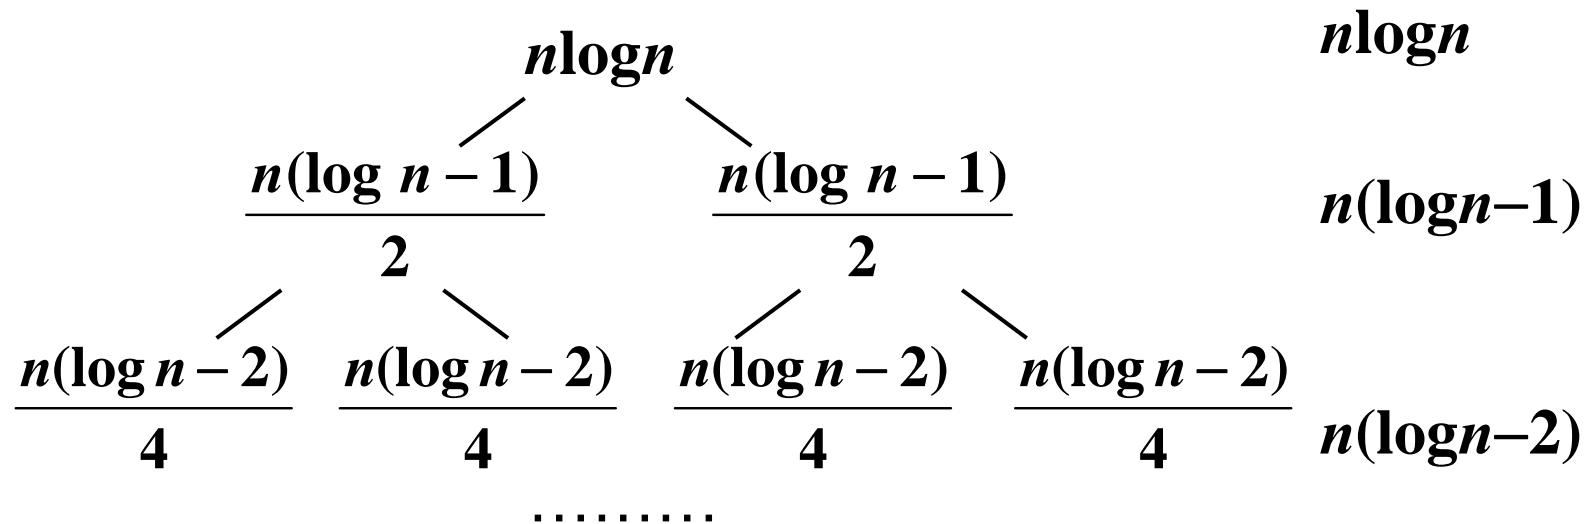 nlogn nlogn
n(log n − 1) n(log n − 1) n(logn−1)
2 2
n(log n − 2) n(log n − 2) n(log n − 2) n(log n − 2)
4 4 4 4 n(logn−2)
·········